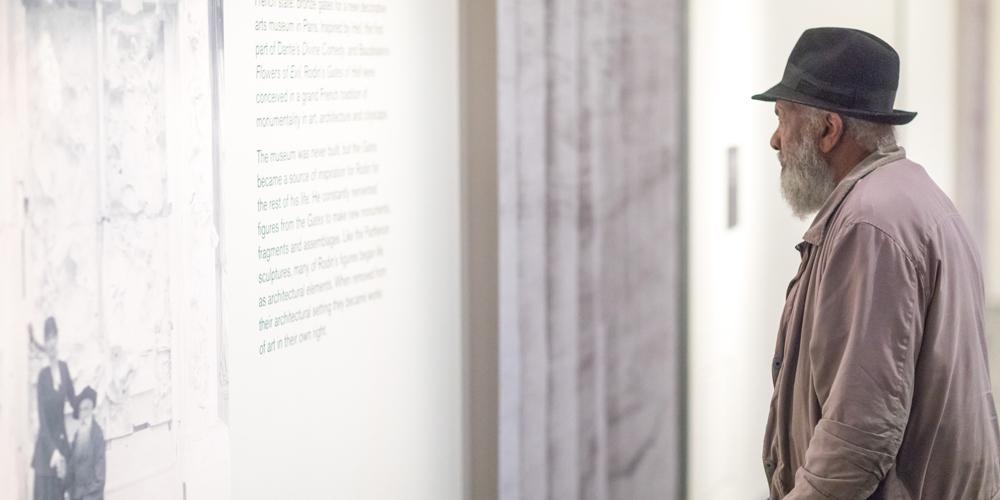 French state: bronze gates for a new decorative
arts museum in Paris. Inspired by Hell, the first
part of Dante's Divine Comedy, and Baudelaire's
Flowers of Evil, Rodin's Gates of Hell were
conceived in a grand French tradition of
monumentality in art, architecture and cityscape.
The museum was never built, but the Gates
became a source of inspiration for Rodin for
the rest of his life. He constantly reinvented
figures from the Gates to make new monuments,
fragments and assemblages. Like the Parthenon
sculptures, many of Rodin's figures began life
as architectural elements. When removed from
their architectural setting they became works
of art in their own right.